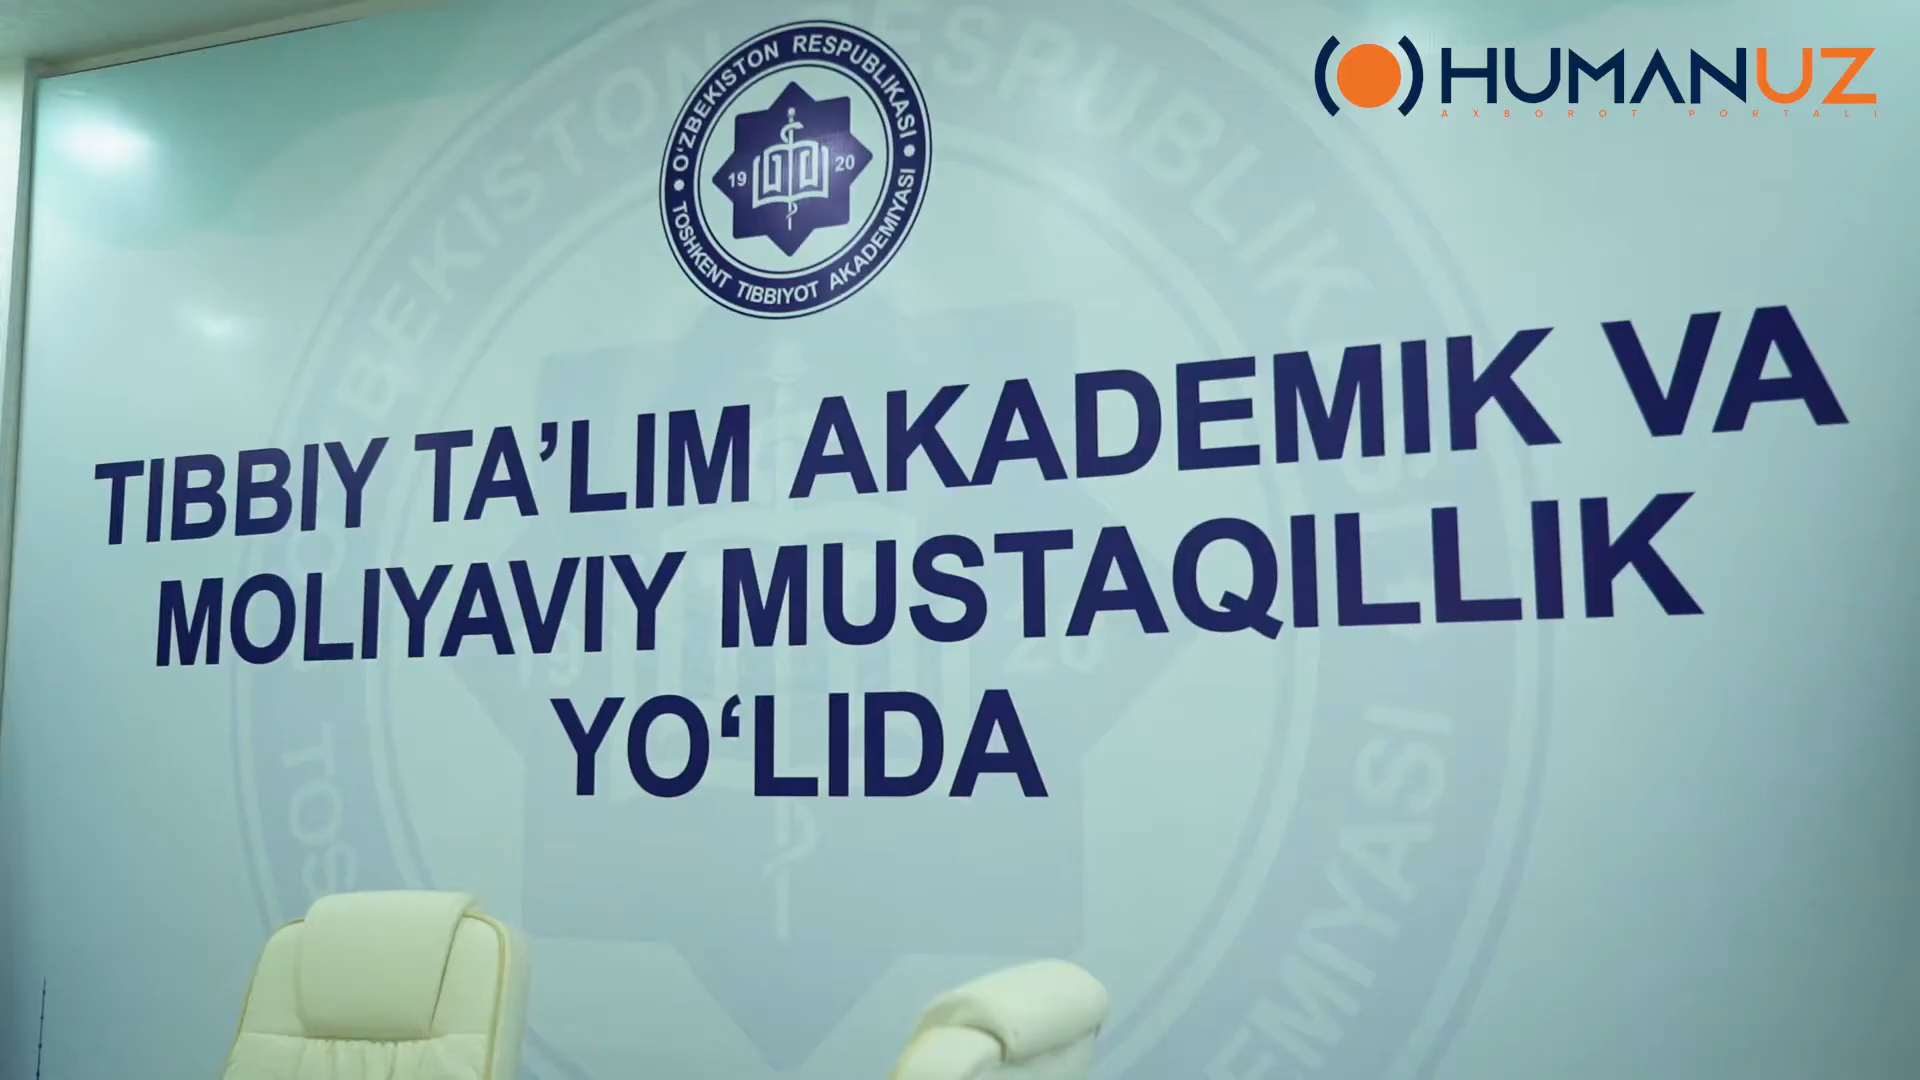 O‘ZBEKISTON RESPUBLIKASI
19 20
TOSHKENT TIBBIYOT AKADEMIYASI
HUMANUZ
AXBOROT PORTALI
TIBBIY TA’LIM AKADEMIK VA
MOLIYAVIY MUSTAQILLIK
YO‘LIDA